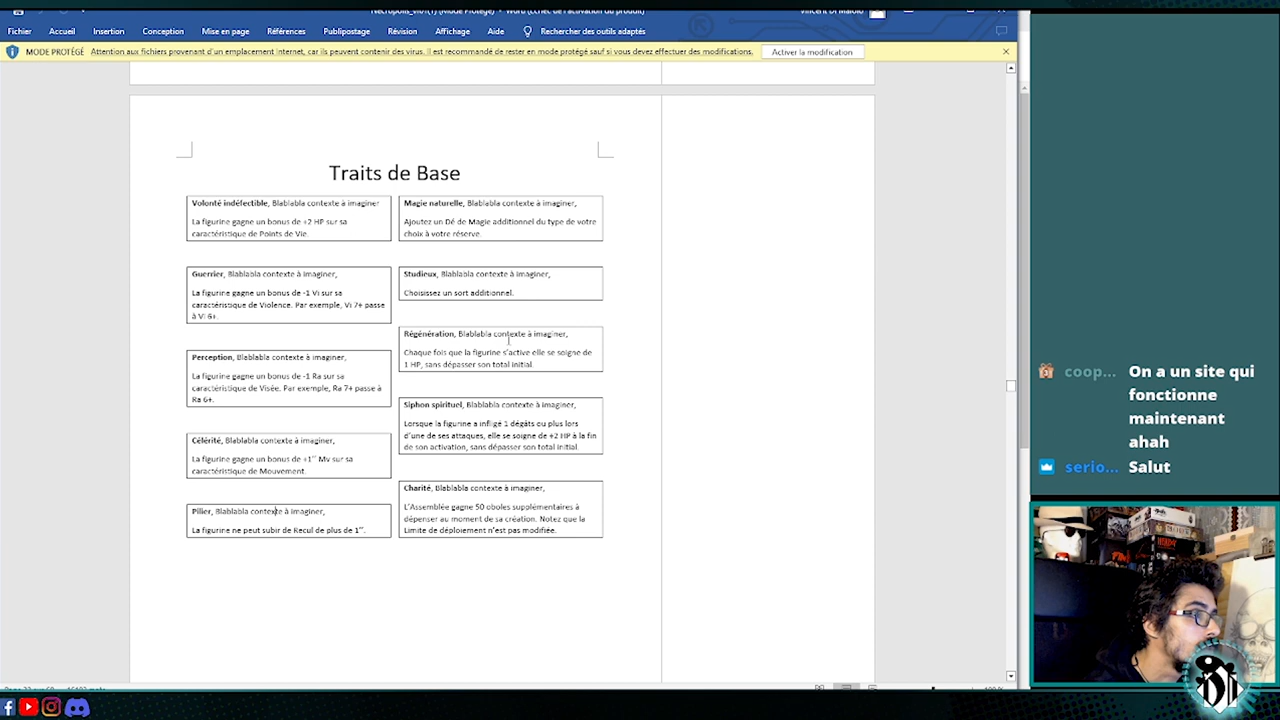 Fichier Accueil Insertion Conception Mise en page Références Publipostage Révision Affichage Aide Rechercher des outils adaptés
MODE PROTÉGÉ Attention aux fichiers provenant d'un emplacement Internet, car ils peuvent contenir des virus. Il est recommandé de rester en mode protégé sauf si vous devez effectuer des modifications. Activer la modification
Traits de Base
Volonté indéfectible, Blablabla contexte à imaginer
La figurine gagne un bonus de +2 HP sur sa
caractéristique de Points de Vie.
Guerrier, Blablabla contexte à imaginer,
La figurine gagne un bonus de -1 Vi sur sa
caractéristique de Violence. Par exemple, Vi 7+ passe
à Vi 6+.
Perception, Blablabla contexte à imaginer,
La figurine gagne un bonus de -1 Ra sur sa
caractéristique de Visée. Par exemple, Ra 7+ passe à
Ra 6+.
Célérité, Blablabla contexte à imaginer,
La figurine gagne un bonus de +1'' Mv sur sa
caractéristique de Mouvement.
Pilier, Blablabla contexte à imaginer,
La figurine ne peut subir de Recul de plus de 1''.
Magie naturelle, Blablabla contexte à imaginer,
Ajoutez un Dé de Magie additionnel du type de votre
choix à votre réserve.
Studieux, Blablabla contexte à imaginer,
Choisissez un sort additionnel.
Régénération, Blablabla contexte à imaginer,
Chaque fois que la figurine s'active elle se soigne de
1 HP, sans dépasser son total initial.
Siphon spirituel, Blablabla contexte à imaginer,
Lorsque la figurine a infligé 1 dégâts ou plus lors
d'une de ses attaques, elle se soigne de +2 HP à la fin
de son activation, sans dépasser son total initial.
Charité, Blablabla contexte à imaginer,
L'Assemblée gagne 50 oboles supplémentaires à
dépenser au moment de sa création. Notez que la
Limite de déploiement n'est pas modifiée.
coop... On a un site qui
fonctionne
maintenant
ahah
serio... Salut